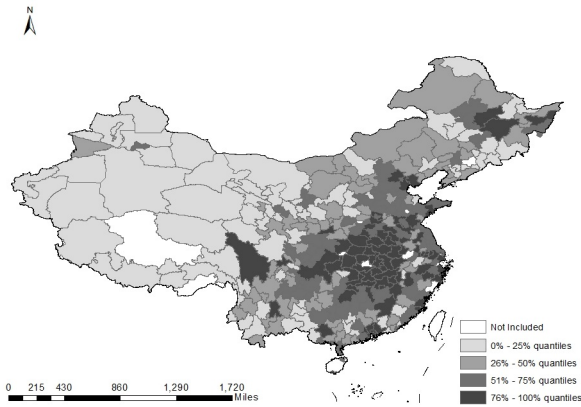 N
Not Included
0% - 25% quantiles
26% - 50% quantiles
51% - 75% quantiles
76% - 100% quantiles
0 215 430 860 1,290 1,720
Miles